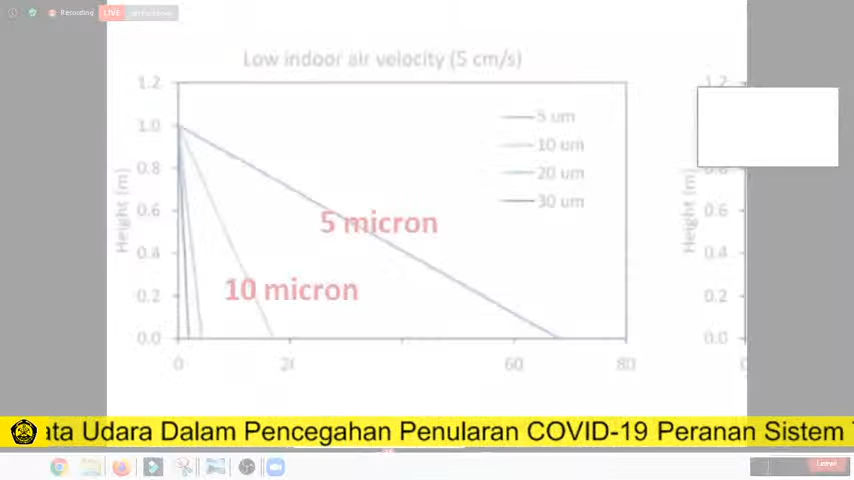 Recording LIVE
Low indoor air velocity (5 cm/s)
1.2
1.0
0.8
0.6
0.4
0.2
0.0
Height (m)
0
20
60
80
5 um
10 um
20 um
30 um
5 micron
10 micron
1.2
0.8
0.6
0.4
0.2
0.0
Height (m)
ata Udara Dalam Pencegahan Penularan COVID-19 Peranan Sistem